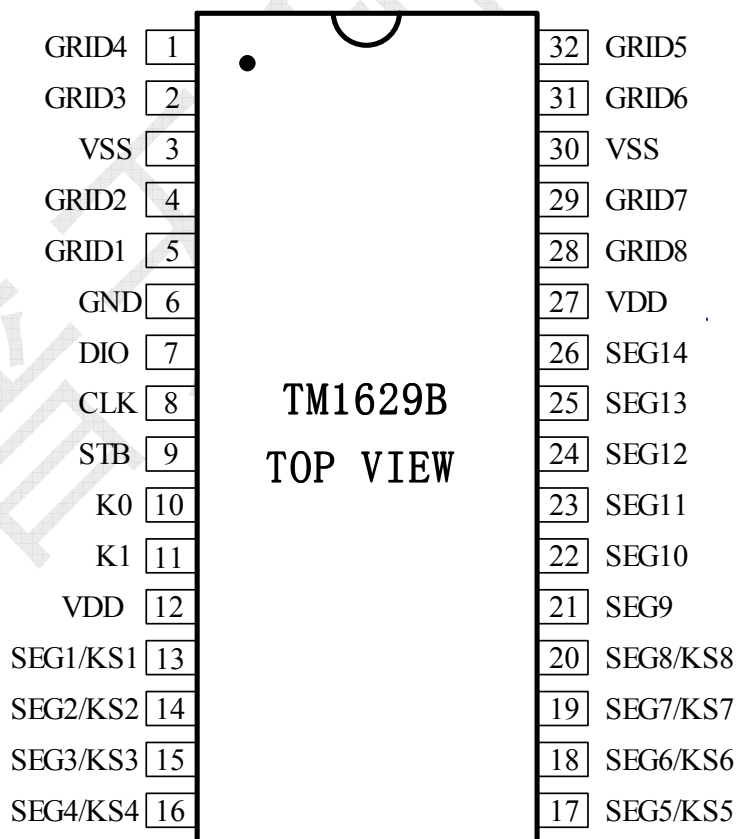 GRID4 1 32 GRID5
GRID3 2 31 GRID6
VSS 3 30 VSS
GRID2 4 29 GRID7
GRID1 5 28 GRID8
GND 6 27 VDD
DIO 7 26 SEG14
CLK 8 TM1629B 25 SEG13
STB 9 TOP VIEW 24 SEG12
K0 10 23 SEG11
K1 11 22 SEG10
VDD 12 21 SEG9
SEG1/KS1 13 20 SEG8/KS8
SEG2/KS2 14 19 SEG7/KS7
SEG3/KS3 15 18 SEG6/KS6
SEG4/KS4 16 17 SEG5/KS5